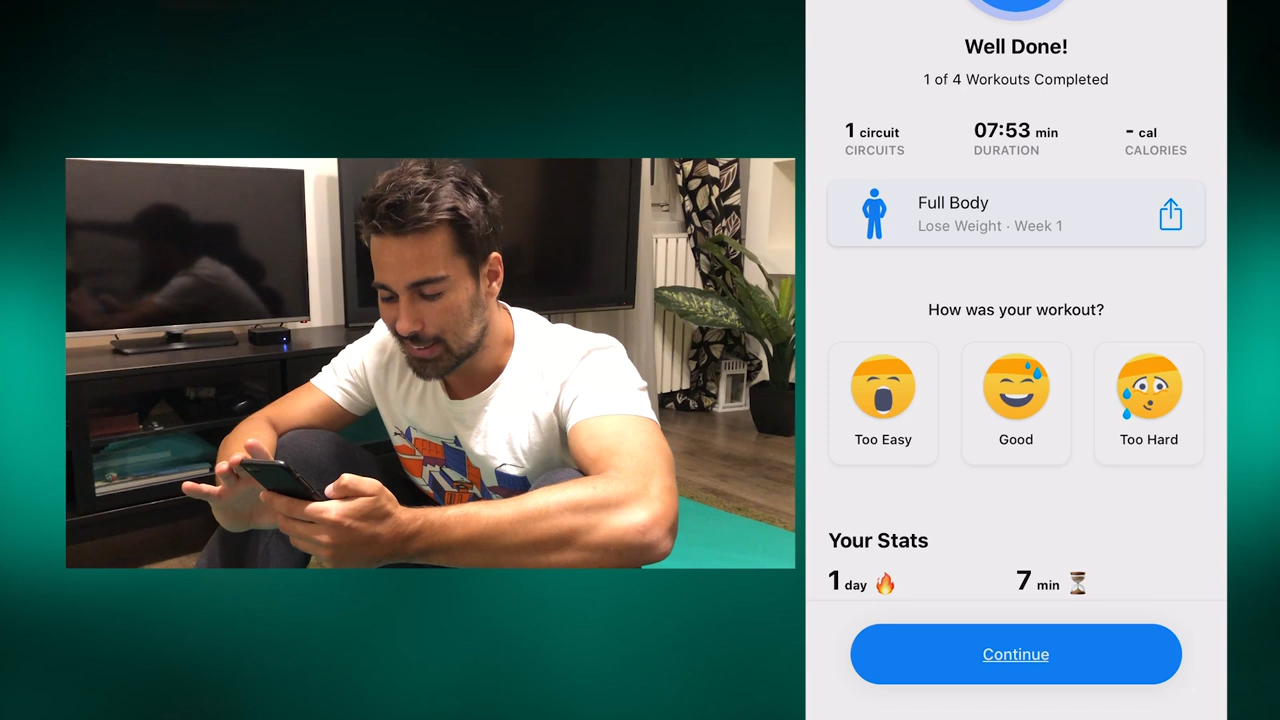 Well Done!
1 of 4 Workouts Completed
1 circuit
CIRCUITS
07:53 min
DURATION
- cal
CALORIES
Full Body
Lose Weight · Week 1
How was your workout?
Too Easy
Good
Too Hard
Your Stats
1 day 🔥
7 min ⏳
Continue